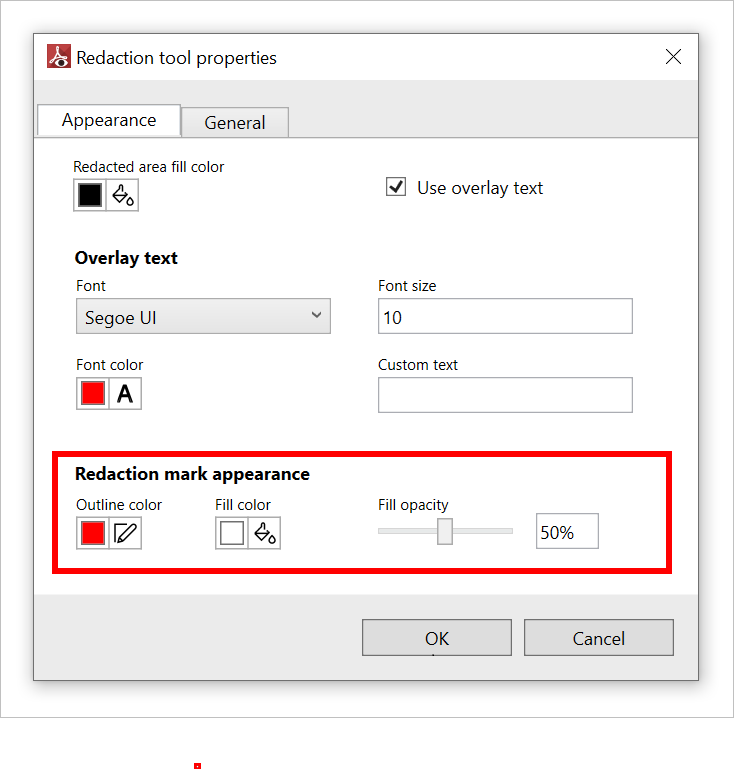 Redaction tool properties
Appearance
General
Redacted area fill color
Use overlay text
Overlay text
Font
Font size
Segoe UI
10
Font color
Custom text
A
Redaction mark appearance
Outline color
Fill color
Fill opacity
50%
OK
Cancel